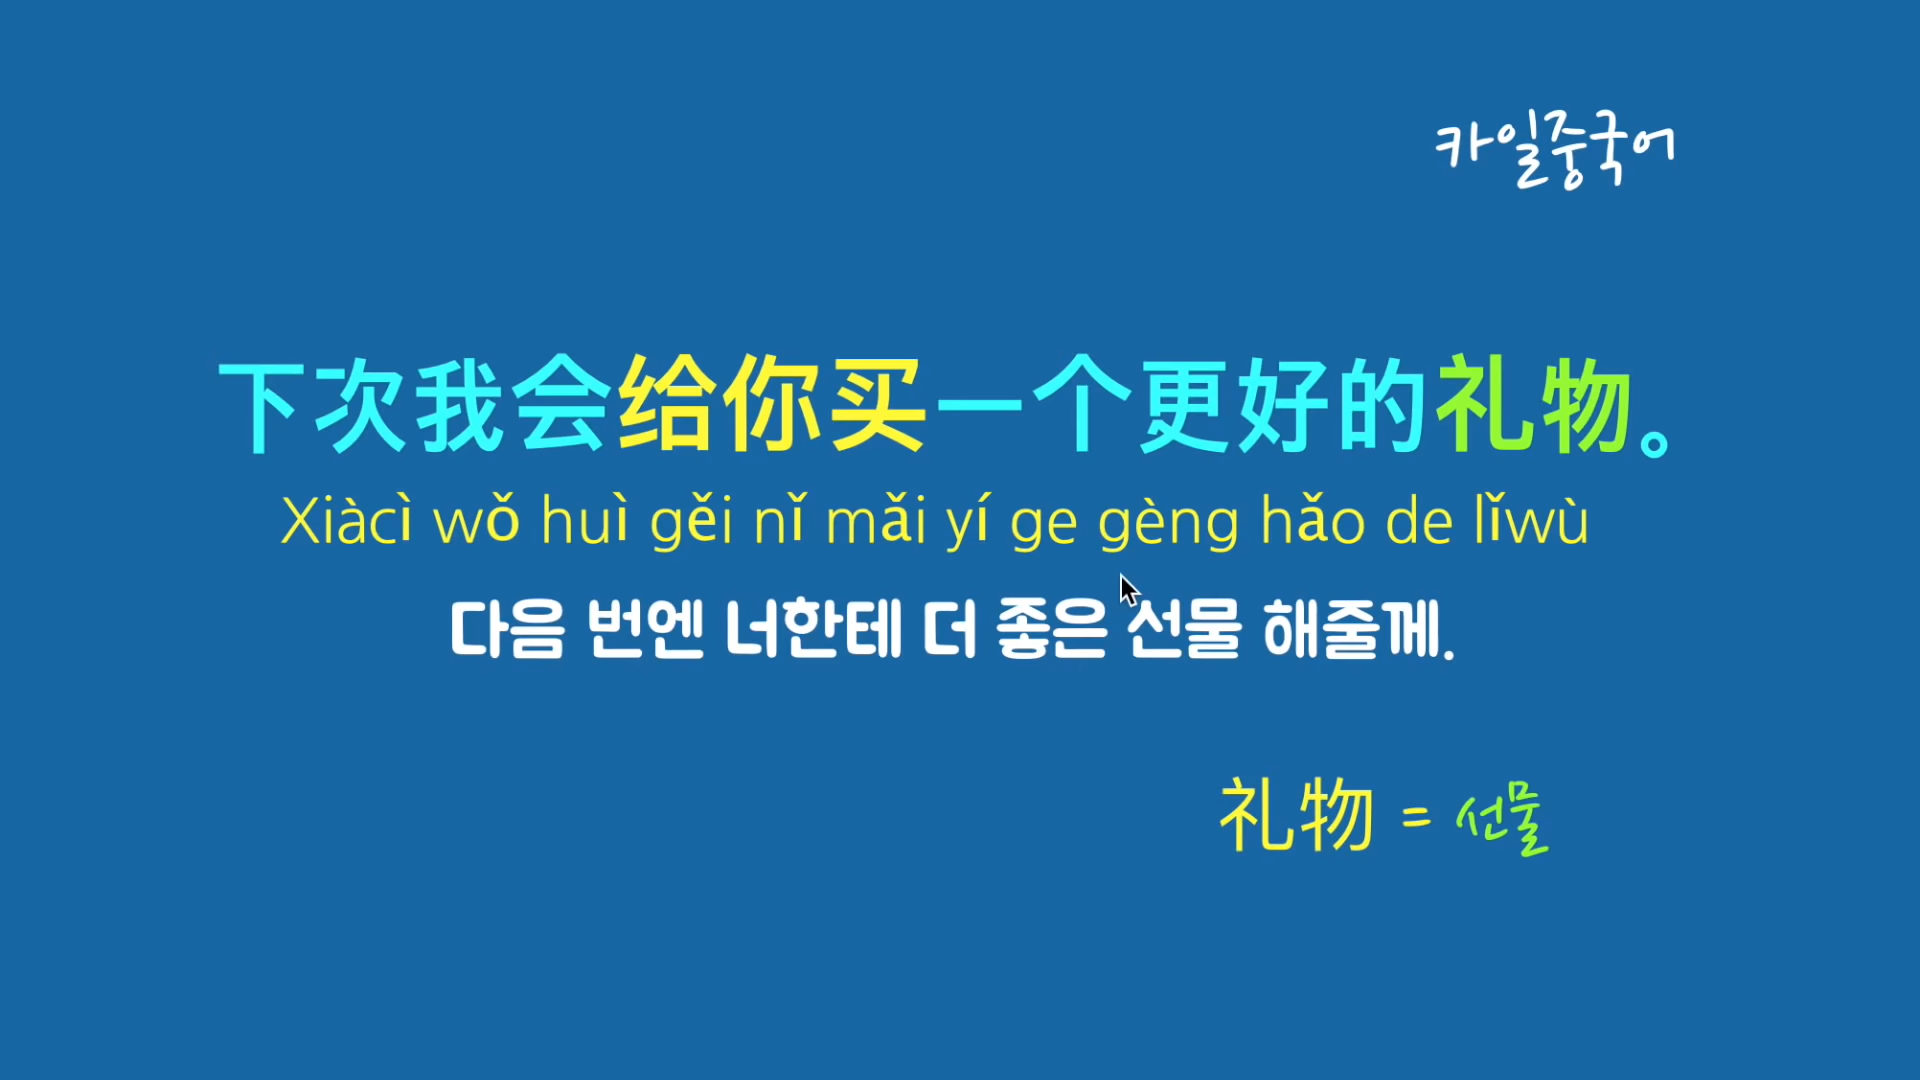 카일중국어
下次我会给你买一个更好的礼物。
Xiàcì wǒ huì gěi nǐ mǎi yí ge gèng hǎo de lǐwù
다음 번엔 너한테 더 좋은 선물 해줄께.
礼物 = 선물